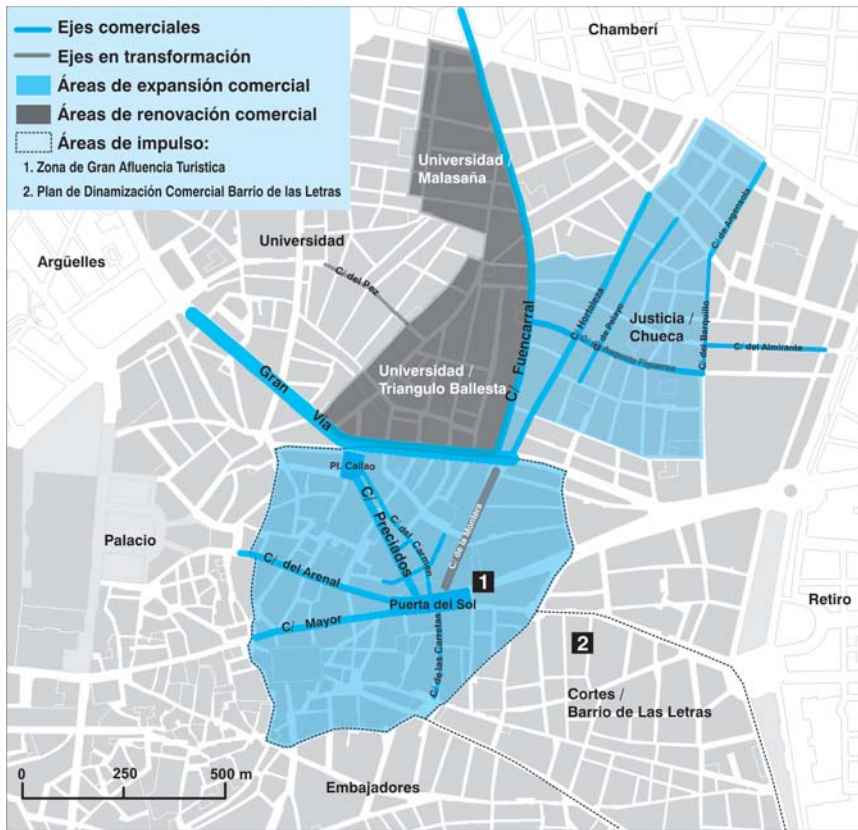 Ejes comerciales
Ejes en transformación
Áreas de expansión comercial
Áreas de renovación comercial
Áreas de impulso:
1. Zona de Gran Afluencia Turística
2. Plan de Dinamización Comercial Barrio de las Letras
Chamberí
Universidad /
Malasaña
Universidad
Argüelles
C/ del Pez
C/ Fuencarral
C/ Hortaleza
C/ de Pelayo
C/ de Argensola
Justicia /
Chueca
C/ del Barquillo
C/ del Almirante
C/ de Augusto Figueroa
Universidad /
Triangulo Ballesta
Gran Vía
Pl. Callao
C/ Preciados
C/ del Carmen
C/ de la Montera
Palacio
C/ del Arenal
1
Puerta del Sol
C/ Mayor
C/ de las Carretas
Retiro
2
Cortes /
Barrio de Las Letras
0 250 500 m
Embajadores